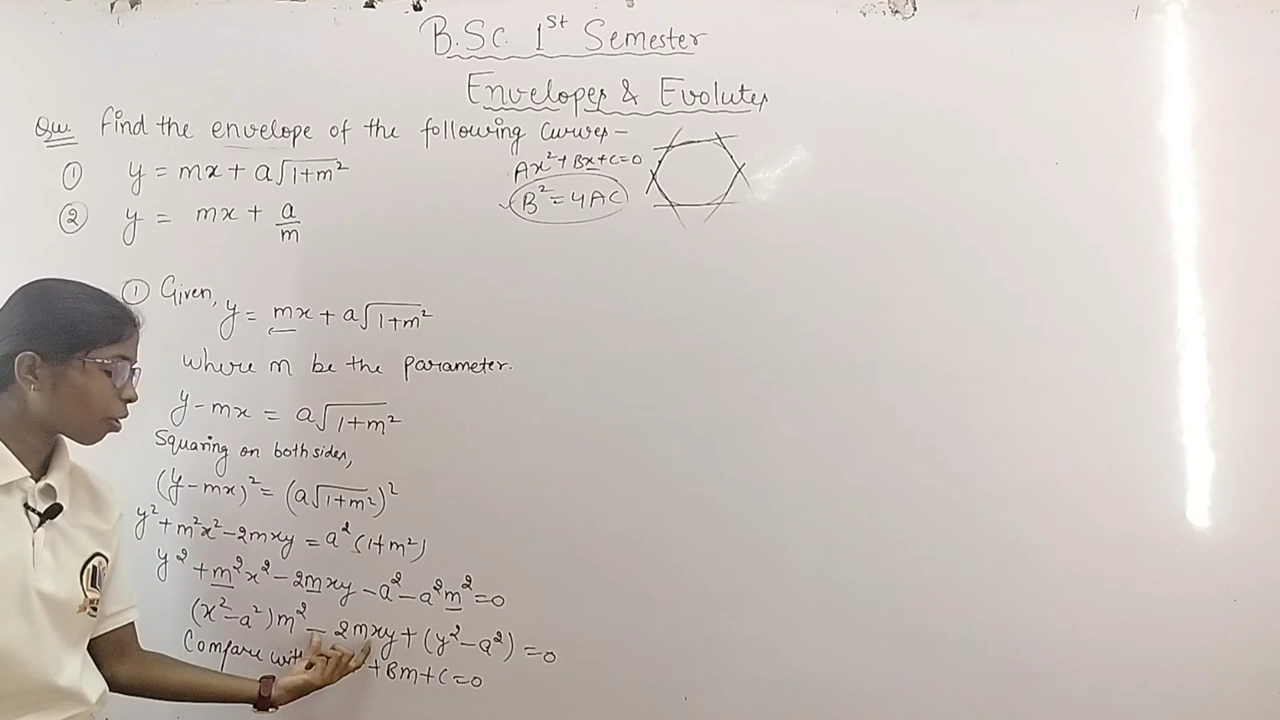 B.Sc. 1st Semester
Envelopes & Evolutes
Qu. Find the envelope of the following curves-
① y = mx + a√(1+m²)
② y = mx + a/m
Ax²+Bx+C=0
B²=4AC
① Given, y = mx + a√(1+m²)
where m be the parameter.
y-mx = a√(1+m²)
Squaring on both sides,
(y-mx)² = (a√(1+m²))²
y²+m²x²-2mxy = a²(1+m²)
y²+m²x²-2mxy-a²-a²m²=0
(x²-a²)m²-2mxy+(y²-a²)=0
Compare with +Bm+C=0